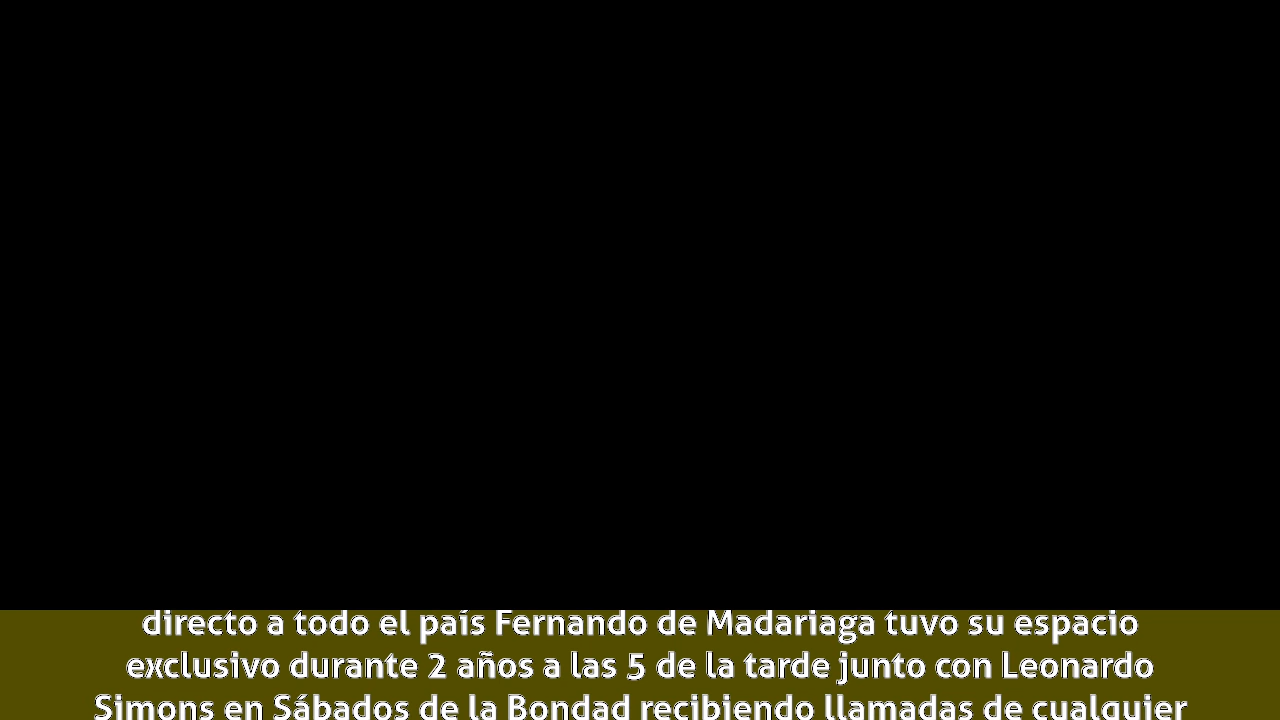 directo a todo el país Fernando de Madariaga tuvo su espacio
exclusivo durante 2 años a las 5 de la tarde junto con Leonardo
Simons en Sábados de la Bondad recibiendo llamadas de cualquier